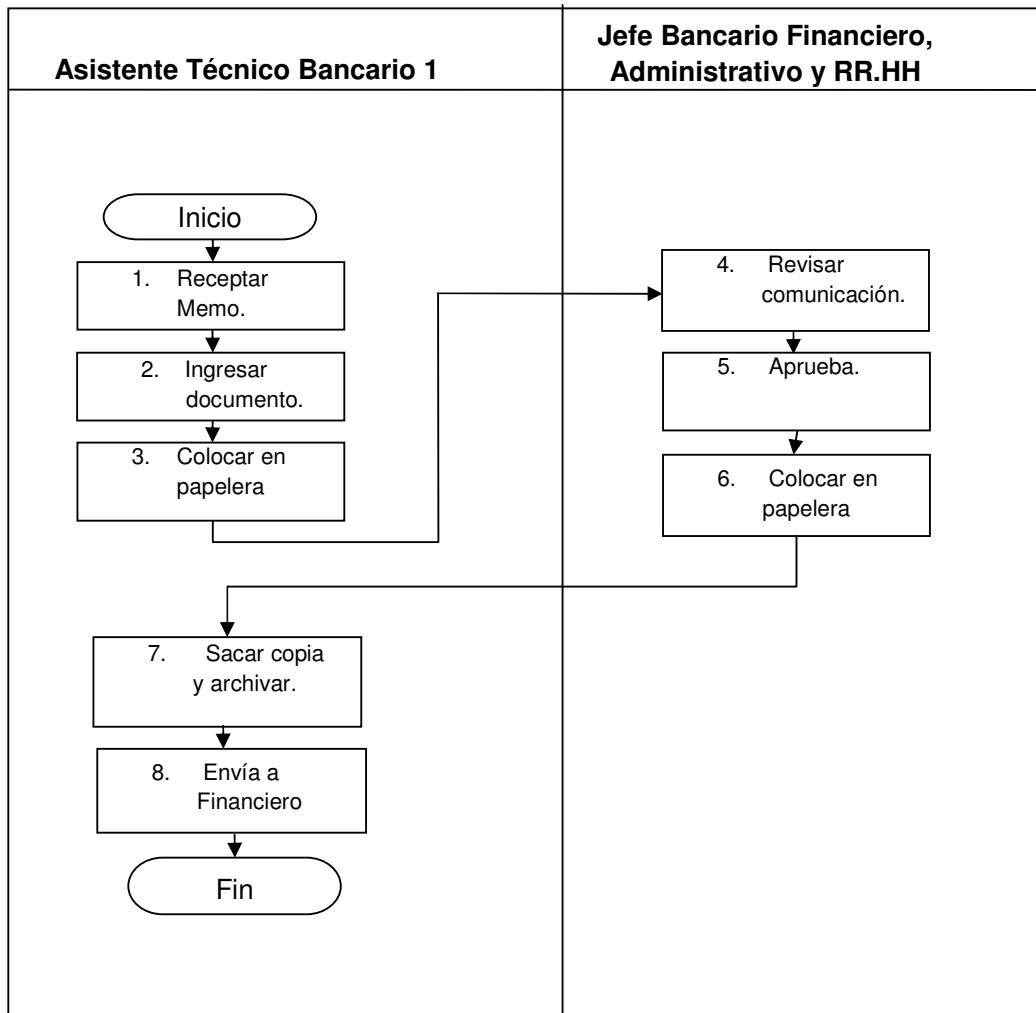 Asistente Técnico Bancario 1
Jefe Bancario Financiero,
Administrativo y RR.HH
Inicio
1. Receptar
Memo.
2. Ingresar
documento.
3. Colocar en
papelera
4. Revisar
comunicación.
5. Aprueba.
6. Colocar en
papelera
7. Sacar copia
y archivar.
8. Envía a
Financiero
Fin